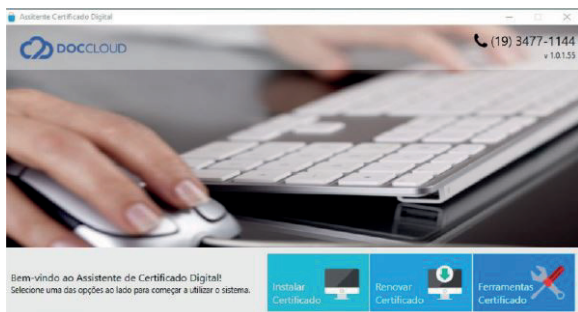 Assistente Certificado Digital
DOCCLOUD
(19) 3477-1144
v 1.0.1.55
Bem-vindo ao Assistente de Certificado Digital!
Selecione uma das opções ao lado para começar a utilizar o sistema.
Instalar
Certificado
Renovar
Certificado
Ferramentas
Certificado